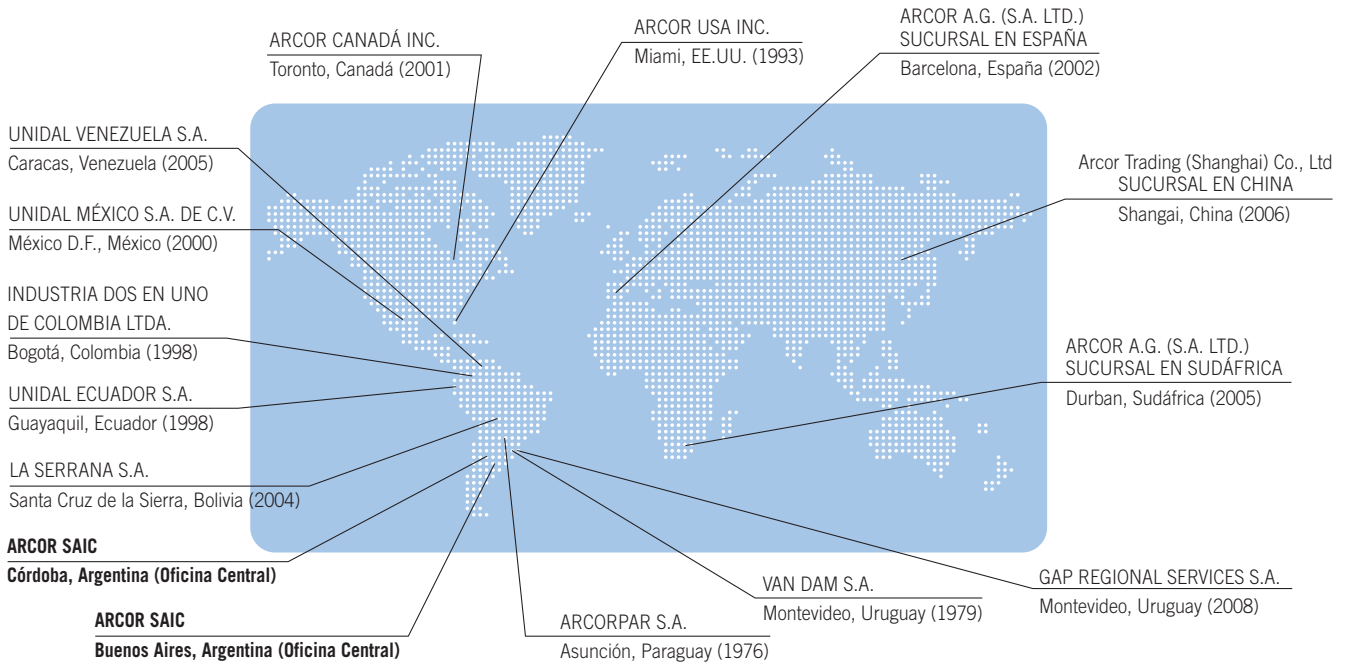 ARCOR CANADÁ INC.
Toronto, Canadá (2001)
ARCOR USA INC.
Miami, EE.UU. (1993)
ARCOR A.G. (S.A. LTD.)
SUCURSAL EN ESPAÑA
Barcelona, España (2002)
UNIDAL VENEZUELA S.A.
Caracas, Venezuela (2005)
Arcor Trading (Shanghai) Co., Ltd
SUCURSAL EN CHINA
Shangai, China (2006)
UNIDAL MÉXICO S.A. DE C.V.
México D.F., México (2000)
INDUSTRIA DOS EN UNO
DE COLOMBIA LTDA.
Bogotá, Colombia (1998)
ARCOR A.G. (S.A. LTD.)
SUCURSAL EN SUDÁFRICA
Durban, Sudáfrica (2005)
UNIDAL ECUADOR S.A.
Guayaquil, Ecuador (1998)
LA SERRANA S.A.
Santa Cruz de la Sierra, Bolivia (2004)
ARCOR SAIC
Córdoba, Argentina (Oficina Central)
ARCOR SAIC
Buenos Aires, Argentina (Oficina Central)
ARCORPAR S.A.
Asunción, Paraguay (1976)
VAN DAM S.A.
Montevideo, Uruguay (1979)
GAP REGIONAL SERVICES S.A.
Montevideo, Uruguay (2008)